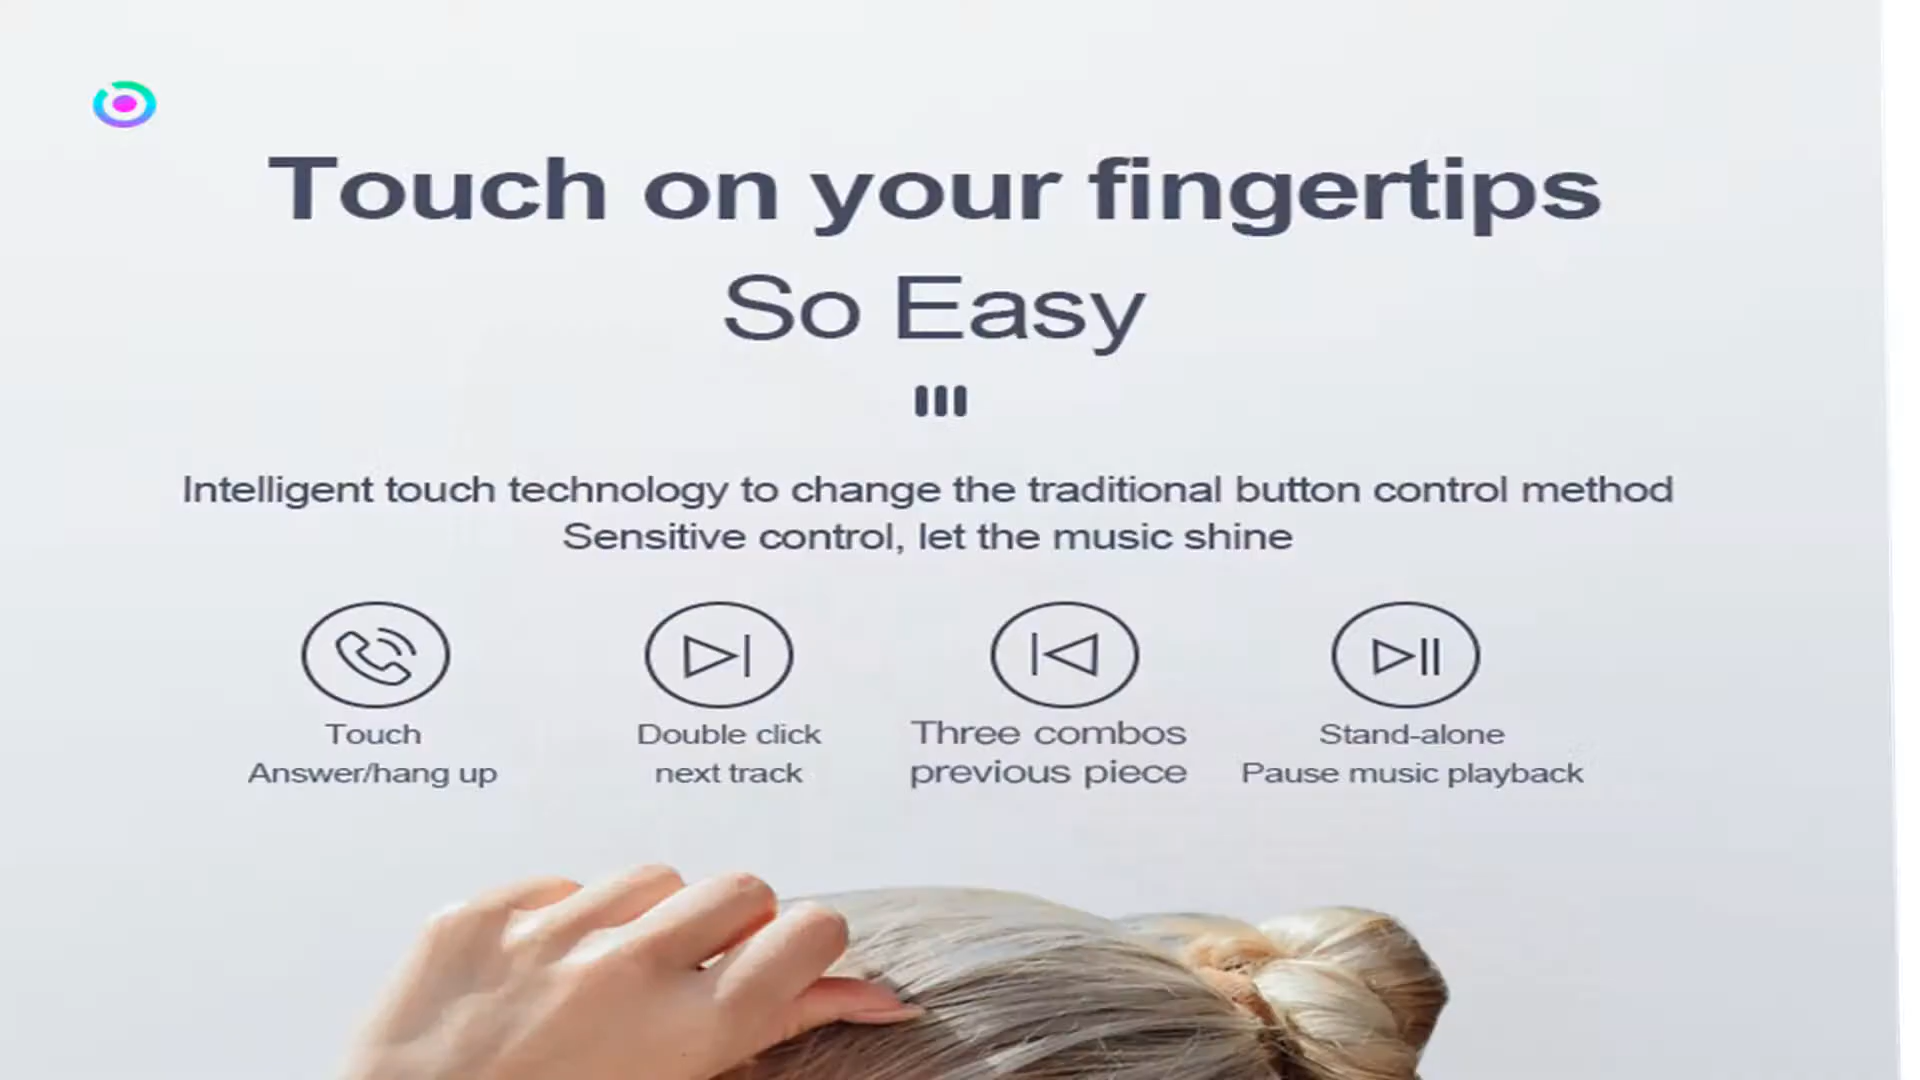 Touch on your fingertips
So Easy
Intelligent touch technology to change the traditional button control method
Sensitive control, let the music shine
Touch
Answer/hang up
Double click
next track
Three combos
previous piece
Stand-alone
Pause music playback